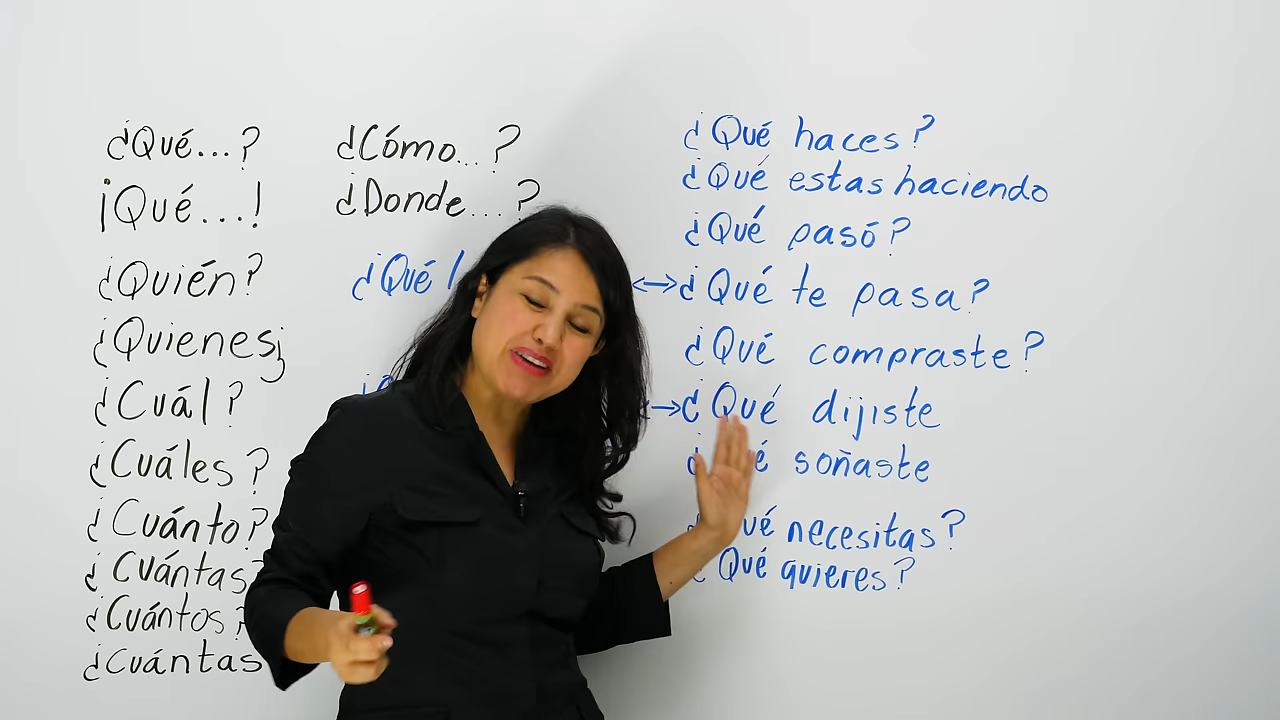 ¿Qué...?
¡Qué...!
¿Quién?
¿Quienes¿
¿Cuál?
¿Cuáles?
¿Cuánto?
¿Cuántas?
¿Cuántos?
¿Cuántas
¿Cómo...?
¿Donde...?
¿Qué
¿Qué haces?
¿Qué estas haciendo
¿Qué pasó?
↔¿Qué te pasa?
¿Qué compraste?
→¿Qué dijiste
soñaste
necesitas?
¿Qué quieres?